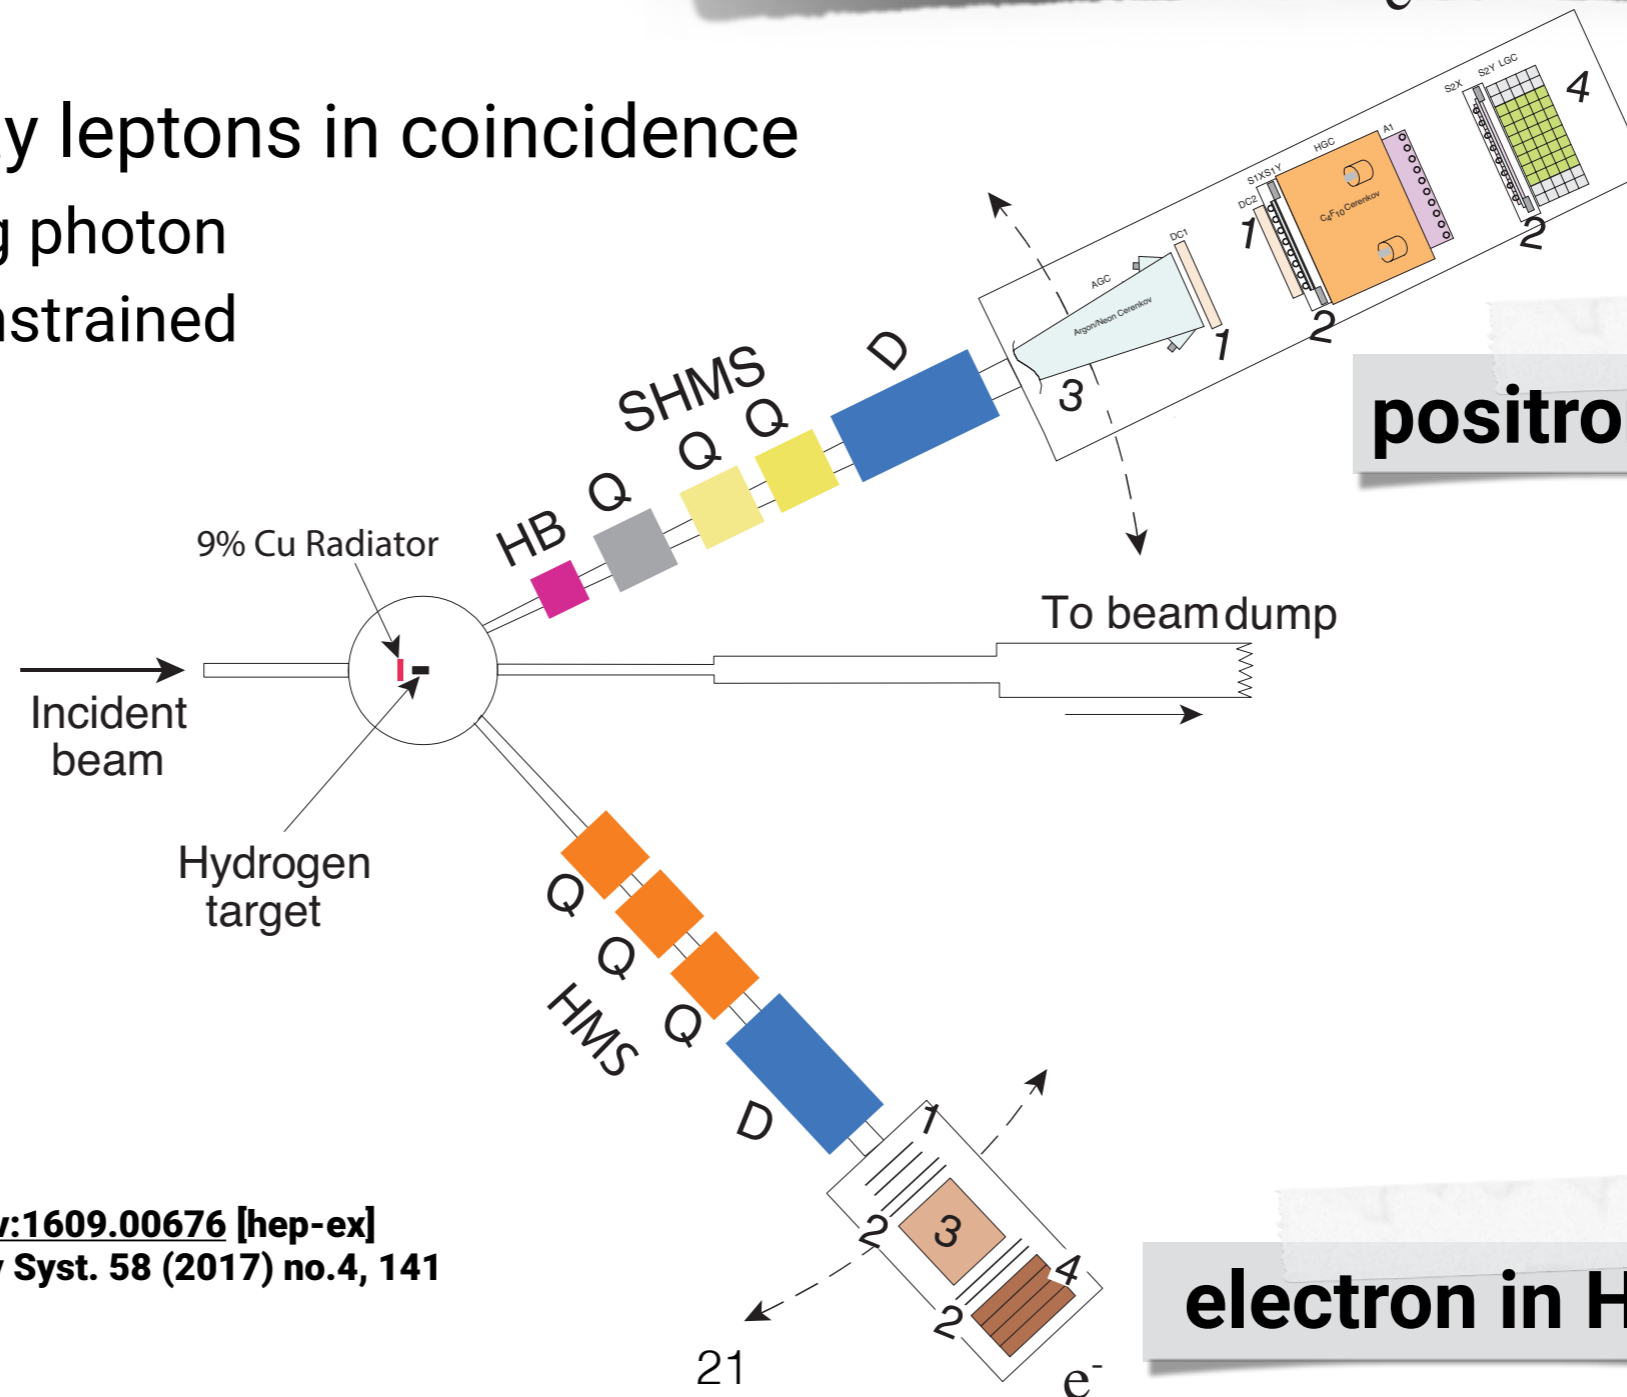 y leptons in coincidence
g photon
nstrained
S2X
S2Y LGC
4
A1
HGC
S1XS1Y
DC2
C4F10 Cerenkov
1
2
2
DC1
AGC
Argon/Neon Cerenkov
1
3
D
SHMS
Q
Q
Q
HB
positro
9% Cu Radiator
To beam dump
Incident
beam
Hydrogen
target
Q
Q
Q
HMS
D
1
2
3
4
2
v:1609.00676 [hep-ex]
Syst. 58 (2017) no.4, 141
electron in H
21
e-